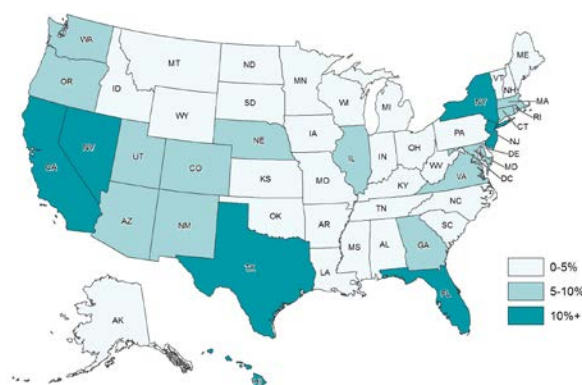 WA
MT
ND
MN
ME
VT
NH
OR
ID
SD
WI
MI
NY
MA
RI
WY
CT
NV
UT
CO
NE
IA
IL
IN
OH
PA
NJ
DE
MD
DC
CA
KS
MO
WV
VA
KY
AZ
NM
OK
AR
TN
NC
SC
TX
LA
MS
AL
GA
FL
AK
0-5%
5-10%
10%+